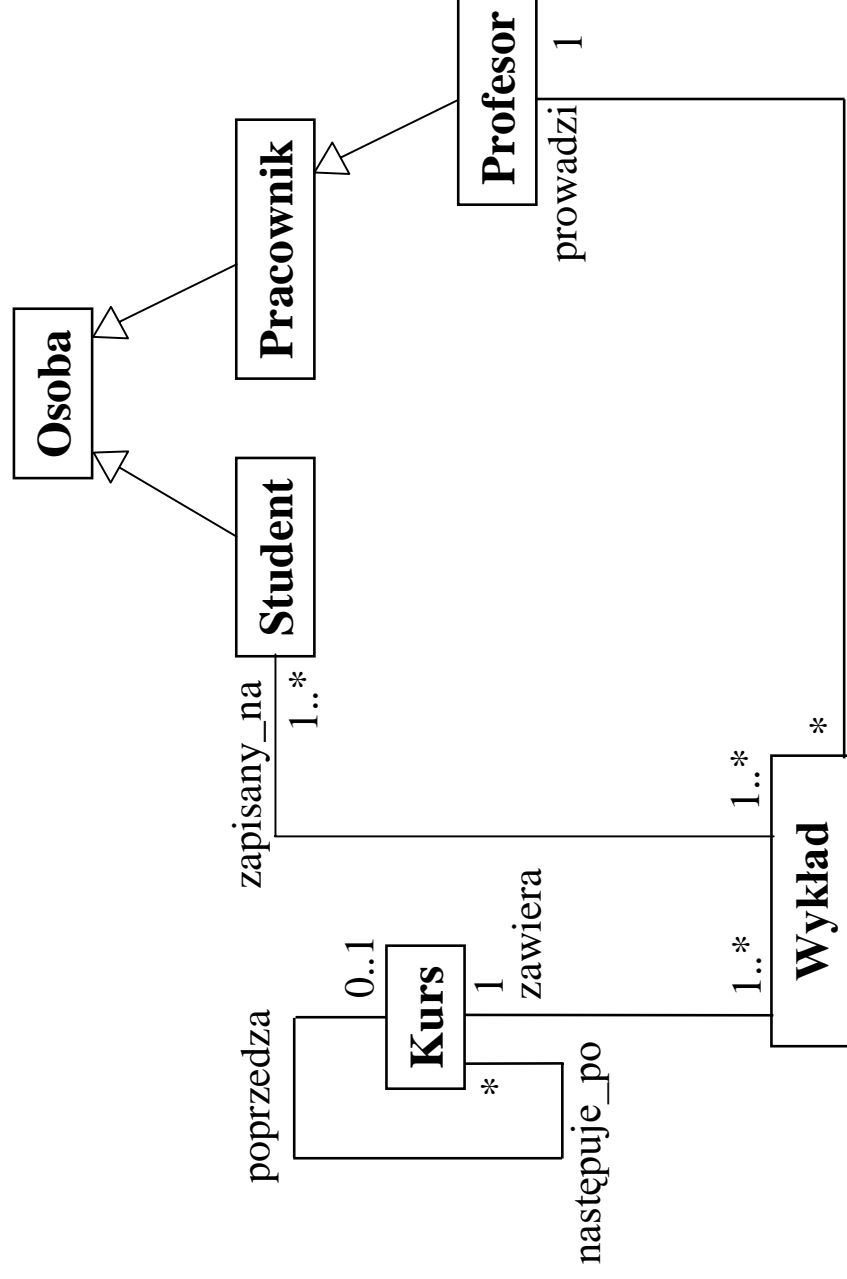 Osoba
Student
Pracownik
Profesor
zapisany_na
1..*
prowadzi
1
poprzedza
0..1
Kurs
1
zawiera
*
następuje_po
1..*
1..*
*
Wykład